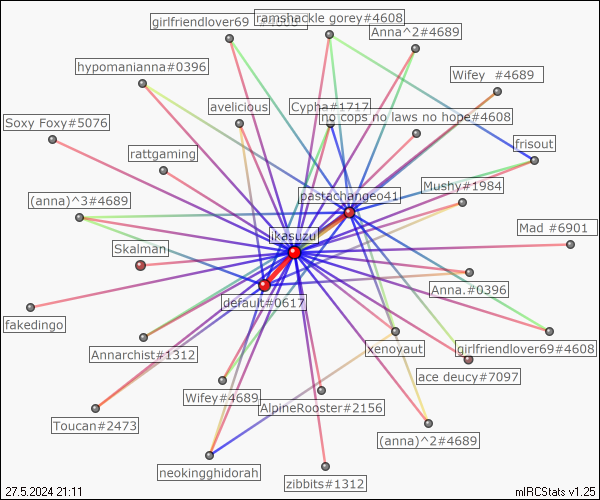 ramshackle gorey#4608
girlfriendlover69
Anna^2#4689
hypomanianna#0396
Wifey #4689
avelicious
Cypha#1717
no cops no laws no hope#4608
Soxy Foxy#5076
frisout
rattgaming
Mushy#1984
pastachangeo41
(anna)^3#4689
Mad #6901
ikasuzu
Skalman
Anna.#0396
default#0617
fakedingo
Annarchist#1312
xenoyaut
girlfriendlover69#4608
ace deucy#7097
Wifey#4689
AlpineRooster#2156
Toucan#2473
(anna)^2#4689
neokingghidorah
zibbits#1312
27.5.2024 21:11
mIRCStats v1.25